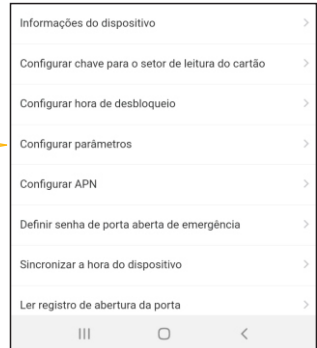 Informações do dispositivo
Configurar chave para o setor de leitura do cartão
Configurar hora de desbloqueio
Configurar parâmetros
Configurar APN
Definir senha de porta aberta de emergência
Sincronizar a hora do dispositivo
Ler registro de abertura da porta